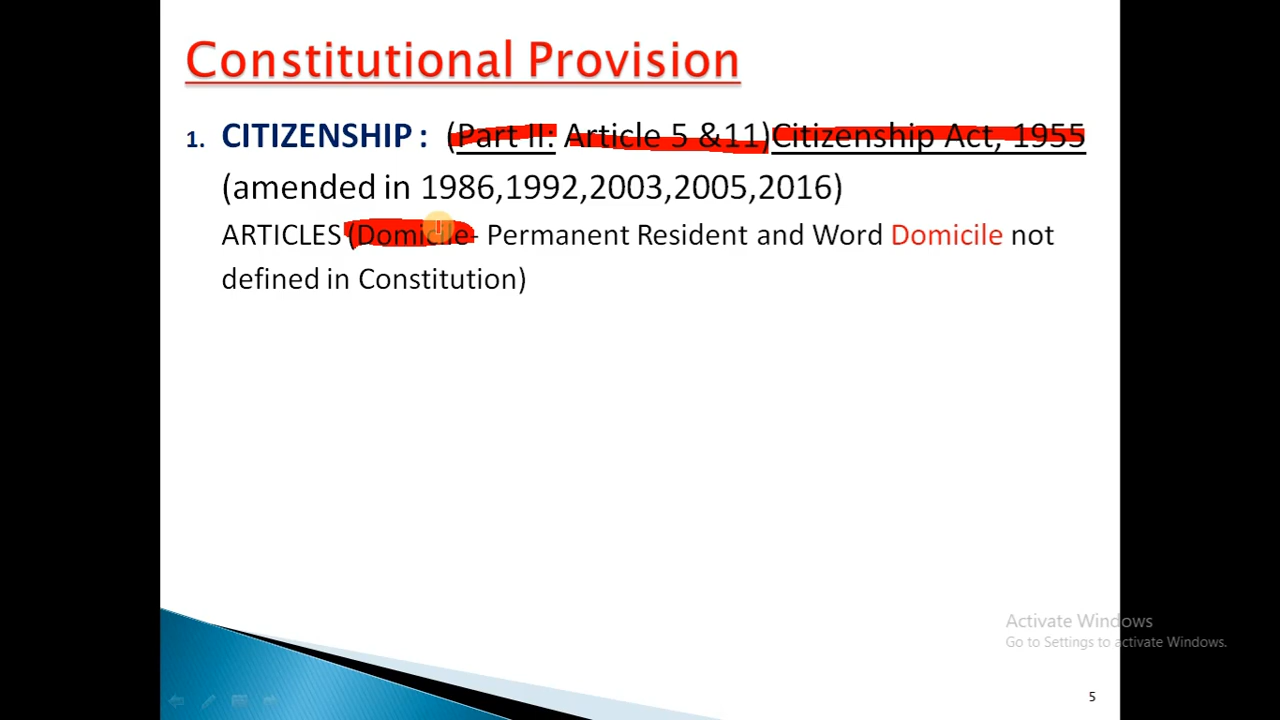 Constitutional Provision
1. CITIZENSHIP : (Part II: Article 5 &11)Citizenship Act, 1955
(amended in 1986,1992,2003,2005,2016)
ARTICLES (Domicile- Permanent Resident and Word Domicile not
defined in Constitution)
Activate Windows
Go to Settings to activate Windows.
5